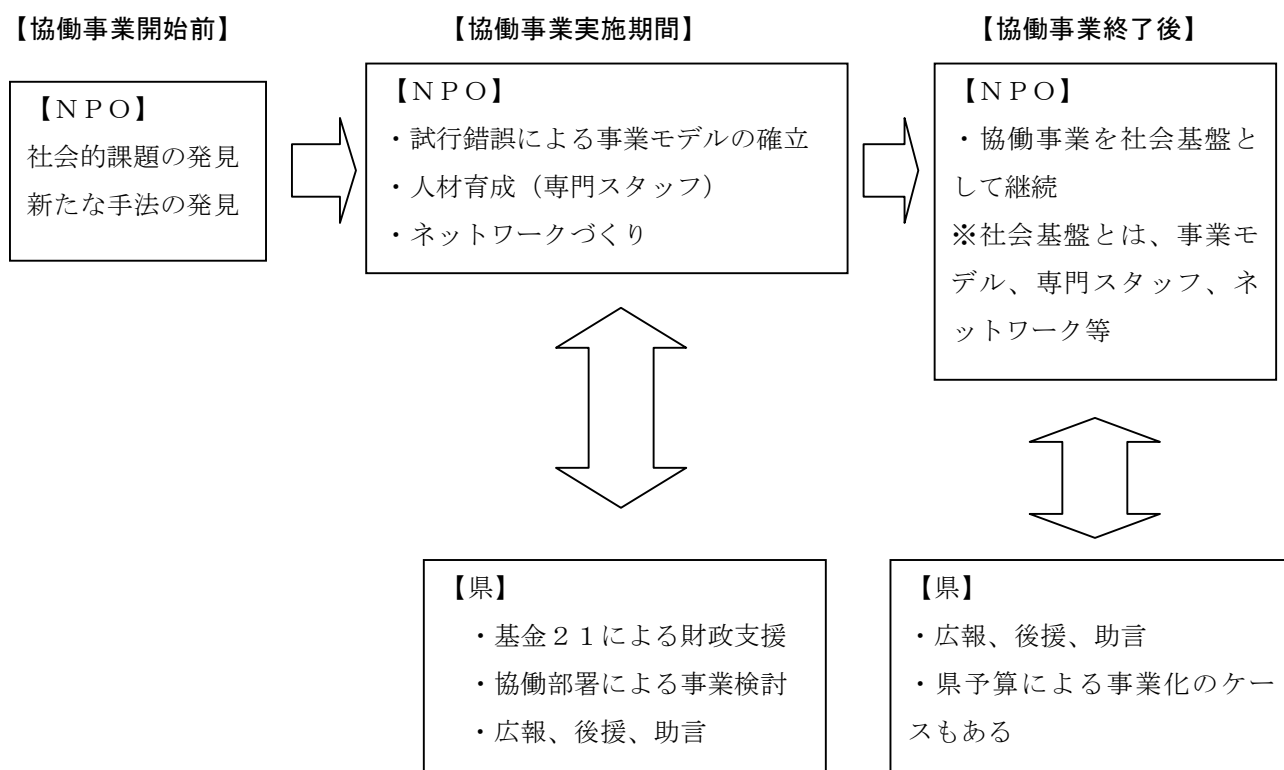 【協働事業開始前】
【協働事業実施期間】
【協働事業終了後】
【ＮＰＯ】
社会的課題の発見
新たな手法の発見
【ＮＰＯ】
・試行錯誤による事業モデルの確立
・人材育成（専門スタッフ）
・ネットワークづくり
【ＮＰＯ】
・協働事業を社会基盤と
して継続
※社会基盤とは、事業モ
デル、専門スタッフ、ネ
ットワーク等
【県】
・基金２１による財政支援
・協働部署による事業検討
・広報、後援、助言
【県】
・広報、後援、助言
・県予算による事業化のケー
スもある